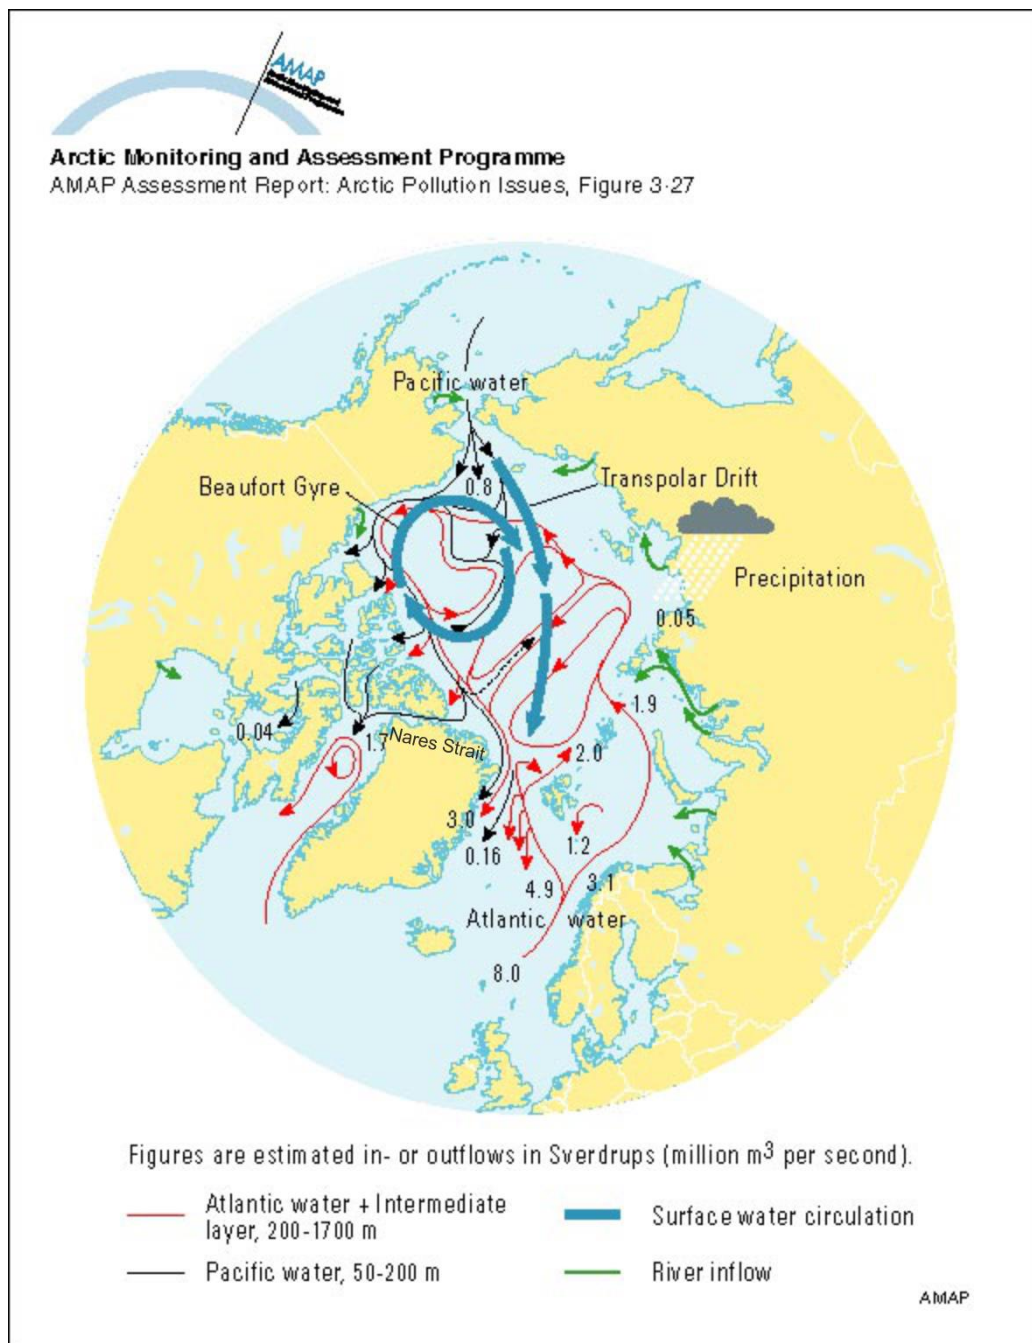 AMAP
Arctic Monitoring and Assessment Programme
AMAP Assessment Report: Arctic Pollution Issues, Figure 3·27
Pacific water
Beaufort Gyre
0.8
Transpolar Drift
Precipitation
0.05
0.04
1.7
Nares Strait
1.9
2.0
3.0
0.16
1.2
4.9
3.1
Atlantic water
8.0
Figures are estimated in- or outflows in Sverdrups (million m³ per second).
Atlantic water + Intermediate
layer, 200-1700 m
Surface water circulation
Pacific water, 50-200 m
River inflow
AMAP